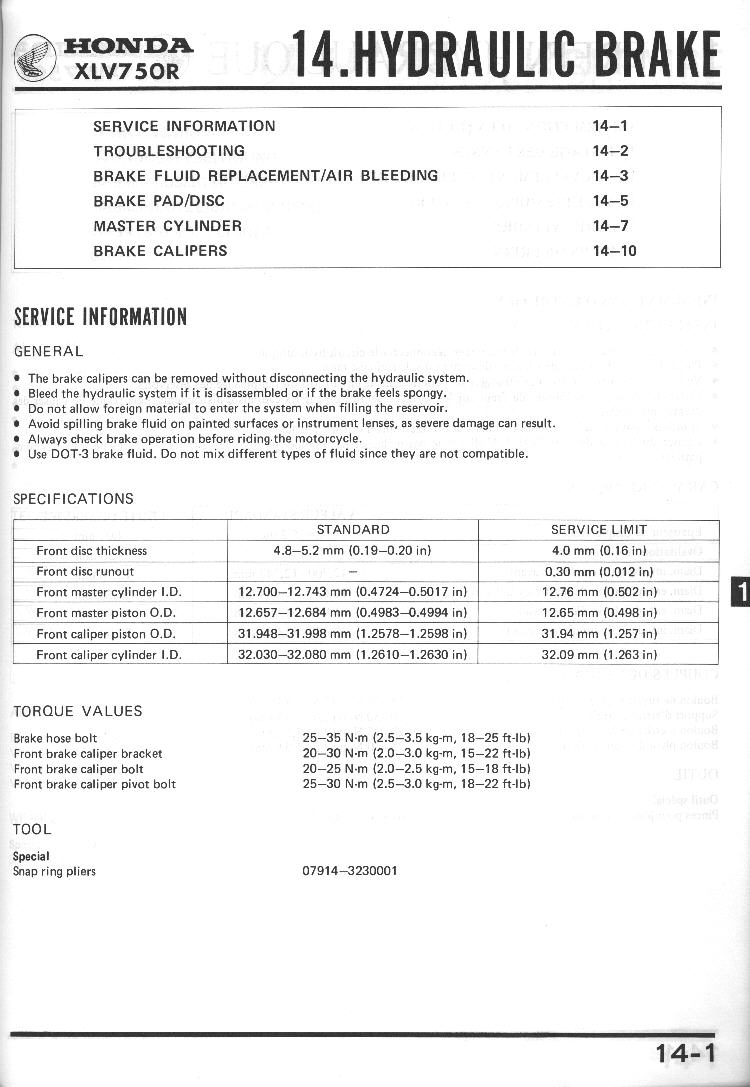 HONDA
XLV750R
14.HYDRAULIC BRAKE
SERVICE INFORMATION 14–1
TROUBLESHOOTING 14–2
BRAKE FLUID REPLACEMENT/AIR BLEEDING 14–3
BRAKE PAD/DISC 14–5
MASTER CYLINDER 14–7
BRAKE CALIPERS 14–10
SERVICE INFORMATION
GENERAL
• The brake calipers can be removed without disconnecting the hydraulic system.
• Bleed the hydraulic system if it is disassembled or if the brake feels spongy.
• Do not allow foreign material to enter the system when filling the reservoir.
• Avoid spilling brake fluid on painted surfaces or instrument lenses, as severe damage can result.
• Always check brake operation before riding the motorcycle.
• Use DOT-3 brake fluid. Do not mix different types of fluid since they are not compatible.
SPECIFICATIONS
STANDARD SERVICE LIMIT
Front disc thickness 4.8–5.2 mm (0.19–0.20 in) 4.0 mm (0.16 in)
Front disc runout – 0.30 mm (0.012 in)
Front master cylinder I.D. 12.700–12.743 mm (0.4724–0.5017 in) 12.76 mm (0.502 in)
Front master piston O.D. 12.657–12.684 mm (0.4983–0.4994 in) 12.65 mm (0.498 in)
Front caliper piston O.D. 31.948–31.998 mm (1.2578–1.2598 in) 31.94 mm (1.257 in)
Front caliper cylinder I.D. 32.030–32.080 mm (1.2610–1.2630 in) 32.09 mm (1.263 in)
1
TORQUE VALUES
Brake hose bolt 25–35 N·m (2.5–3.5 kg-m, 18–25 ft-lb)
Front brake caliper bracket 20–30 N·m (2.0–3.0 kg-m, 15–22 ft-lb)
Front brake caliper bolt 20–25 N·m (2.0–2.5 kg-m, 15–18 ft-lb)
Front brake caliper pivot bolt 25–30 N·m (2.5–3.0 kg-m, 18–22 ft-lb)
TOOL
Special
Snap ring pliers 07914–3230001
14-1